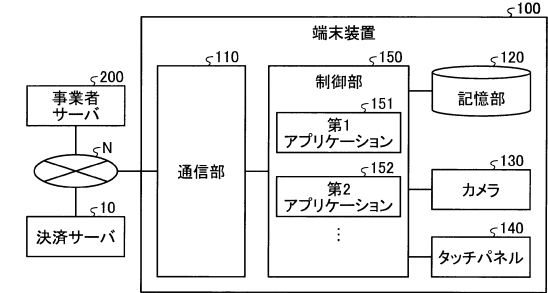 100
端末装置
200
事業者
サーバ
N
10
決済サーバ
110
通信部
150
制御部
151
第1
アプリケーション
152
第2
アプリケーション
⋮
120
記憶部
130
カメラ
140
タッチパネル